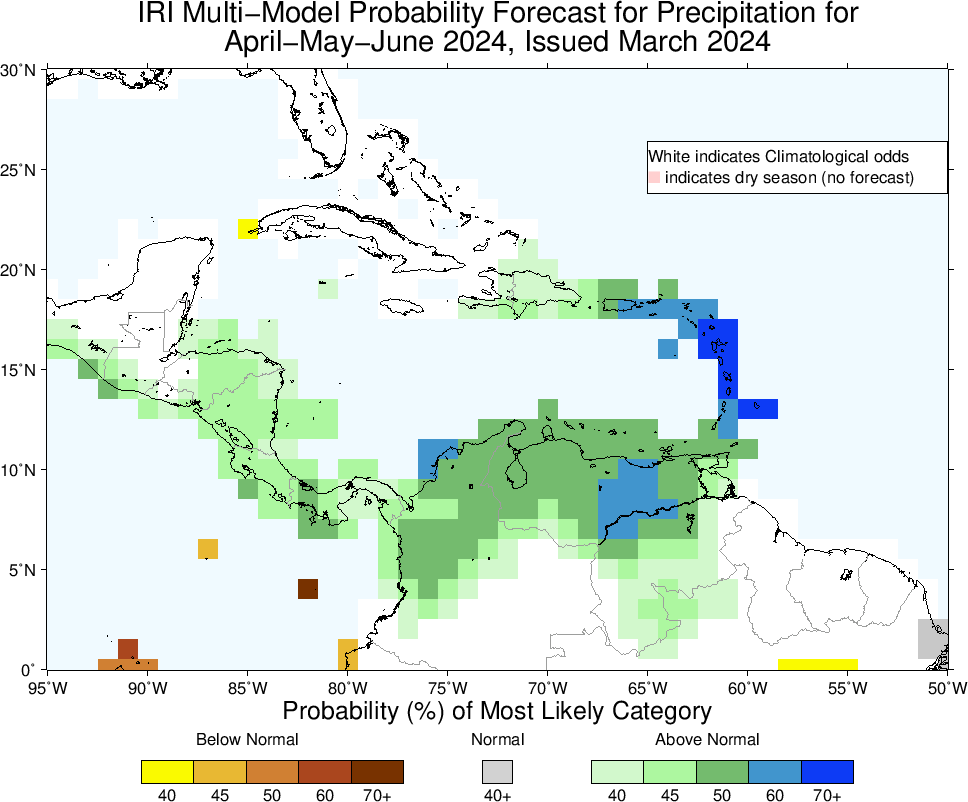 IRI Multi−Model Probability Forecast for Precipitation for
April−May−June 2024, Issued March 2024
30˚N
25˚N
20˚N
15˚N
10˚N
5˚N
0˚
White indicates Climatological odds
indicates dry season (no forecast)
95˚W 90˚W 85˚W 80˚W 75˚W 70˚W 65˚W 60˚W 55˚W 50˚W
Probability (%) of Most Likely Category
Below Normal Normal Above Normal
40 45 50 60 70+ 40+ 40 45 50 60 70+